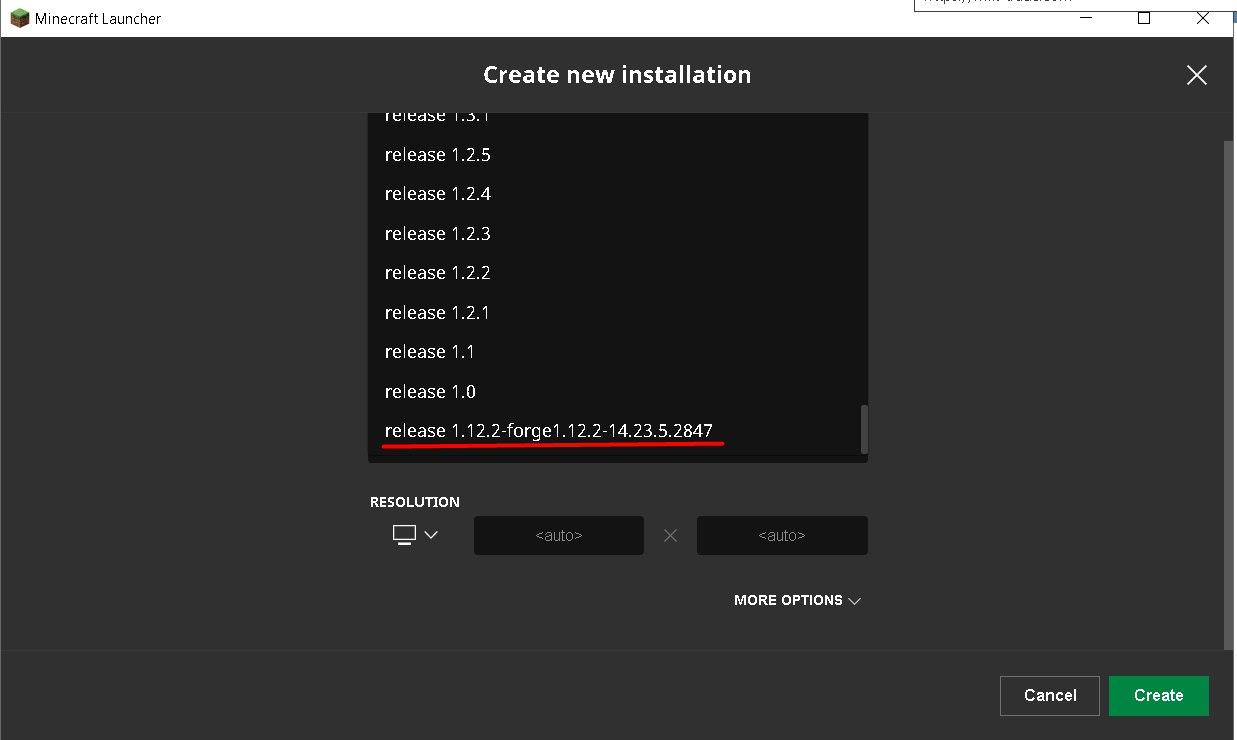 Minecraft Launcher
Create new installation
release 1.3.1
release 1.2.5
release 1.2.4
release 1.2.3
release 1.2.2
release 1.2.1
release 1.1
release 1.0
release 1.12.2-forge1.12.2-14.23.5.2847
RESOLUTION
<auto> <auto>
MORE OPTIONS
Cancel Create